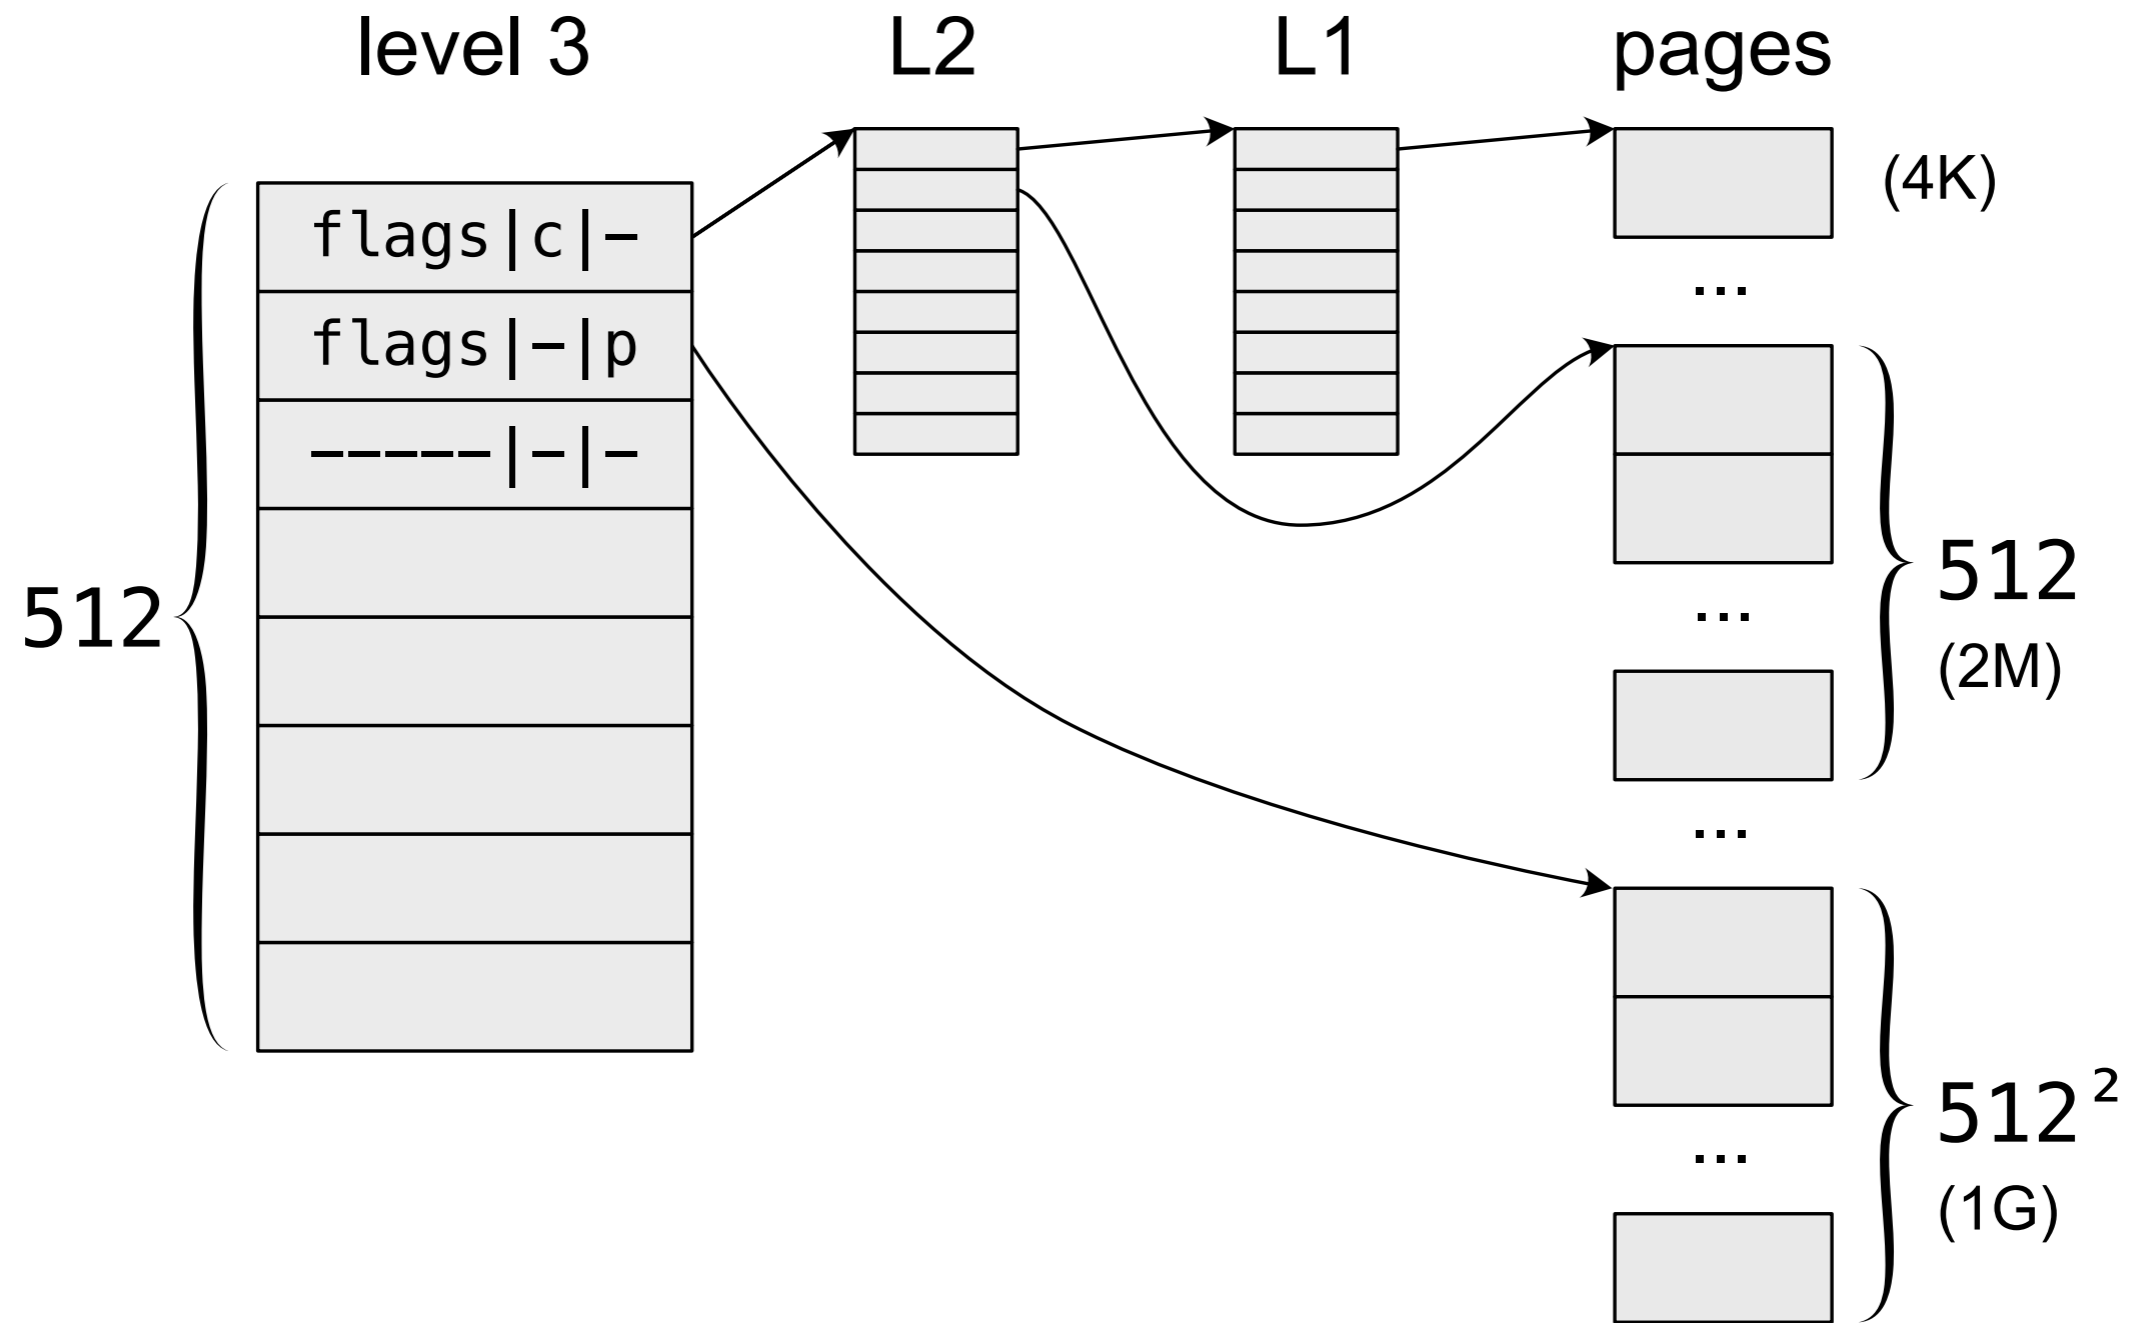 level 3
L2
L1
pages
flags|c|–
flags|–|p
–––––|–|–
512
(4K)
...
512
(2M)
...
...
512²
(1G)
...